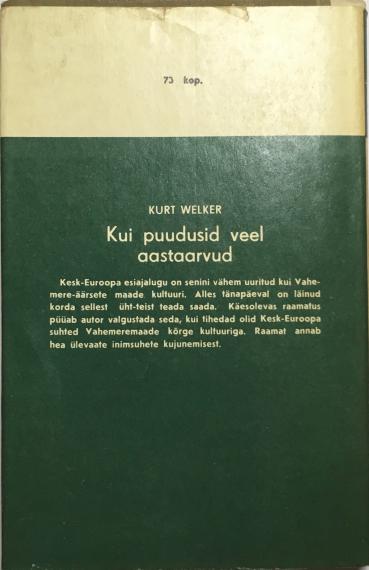 73 kop.
KURT WELKER
Kui puudusid veel
aastaarvud
Kesk-Euroopa esiajalugu on senini vähem uuritud kui Vahe-
mere-äärsete maade kultuuri. Alles tänapäeval on läinud
korda sellest üht-teist teada saada. Käesolevas raamatus
püüab autor valgustada seda, kui tihedad olid Kesk-Euroopa
suhted Vahemeremaade kõrge kultuuriga. Raamat annab
hea ülevaate inimsuhete kujunemisest.